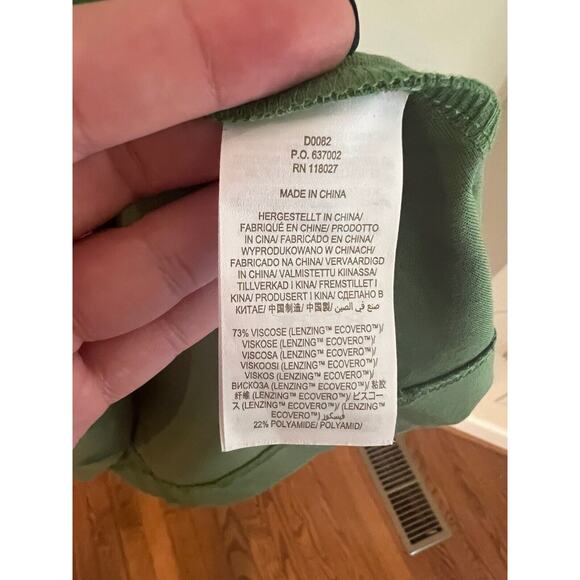 D0082
P.O. 637002
RN 118027
MADE IN CHINA
HERGESTELLT IN CHINA/
FABRIQUÉ EN CHINE/ PRODOTTO
IN CINA/ FABRICADO EN CHINA/
WYPRODUKOWANO W CHINACH/
FABRICADO NA CHINA/ VERVAARDIGD
IN CHINA/ VALMISTETTU KIINASSA/
TILLVERKAD I KINA/ FREMSTILLET I
KINA/ PRODUSERT I KINA/ СДЕЛАНО В
КИТАЕ/ 中国制造/ 中国製/ صنع في الصين
73% VISCOSE (LENZING™ ECOVERO™)/
VISKOSE (LENZING™ ECOVERO™)/
VISCOSA (LENZING™ ECOVERO™)/
VISKOOSI (LENZING™ ECOVERO™)/
VISKOS (LENZING™ ECOVERO™)/
ВИСКОЗА (LENZING™ ECOVERO™)/ 粘胶
纤维 (LENZING™ ECOVERO™)/ ビスコー
ス (LENZING™ ECOVERO™)/ (LENZING™
ECOVERO™) فيسكوز/
22% POLYAMIDE/ POLYAMID/